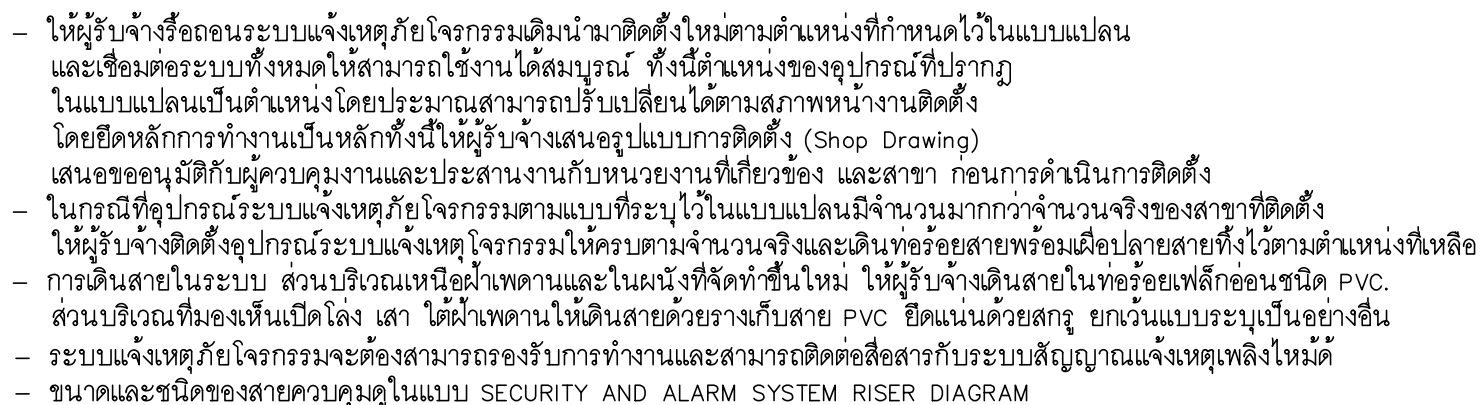 – ให้ผู้รับจ้างรื้อถอนระบบแจ้งเหตุภัยโจรกรรมเดิมนำมาติดตั้งใหม่ตามตำแหน่งที่กำหนดไว้ในแบบแปลน
และเชื่อมต่อระบบทั้งหมดให้สามารถใช้งานได้สมบูรณ์ ทั้งนี้ตำแหน่งของอุปกรณ์ที่ปรากฏ
ในแบบแปลนเป็นตำแหน่งโดยประมาณสามารถปรับเปลี่ยนได้ตามสภาพหน้างานติดตั้ง
โดยยึดหลักการทำงานเป็นหลักทั้งนี้ให้ผู้รับจ้างเสนอรูปแบบการติดตั้ง (Shop Drawing)
เสนอขออนุมัติกับผู้ควบคุมงานและประสานงานกับหนวยงานที่เกี่ยวข้อง และสาขา ก่อนการดำเนินการติดตั้ง
– ในกรณีที่อุปกรณ์ระบบแจ้งเหตุภัยโจรกรรมตามแบบที่ระบุไว้ในแบบแปลนมีจำนวนมากกว่าจำนวนจริงของสาขาที่ติดตั้ง
ให้ผู้รับจ้างติดตั้งอุปกรณ์ระบบแจ้งเหตุโจรกรรมให้ครบตามจำนวนจริงและเดินท่อร้อยสายพร้อมเผื่อปลายสายทิ้งไว้ตามตำแหน่งที่เหลือ
– การเดินสายในระบบ ส่วนบริเวณเหนือฝ้าเพดานและในผนังที่จัดทำขึ้นใหม่ ให้ผู้รับจ้างเดินสายในท่อร้อยเฟล็กอ่อนชนิด PVC.
ส่วนบริเวณที่มองเห็นเปิดโล่ง เสา ใต้ฝ้าเพดานให้เดินสายด้วยรางเก็บสาย PVC ยึดแน่นด้วยสกรู ยกเว้นแบบระบุเป็นอย่างอื่น
– ระบบแจ้งเหตุภัยโจรกรรมจะต้องสามารถรองรับการทำงานและสามารถติดต่อสื่อสารกับระบบสัญญาณแจ้งเหตุเพลิงไหม้ด้
– ขนาดและชนิดของสายควบคุมดูในแบบ SECURITY AND ALARM SYSTEM RISER DIAGRAM